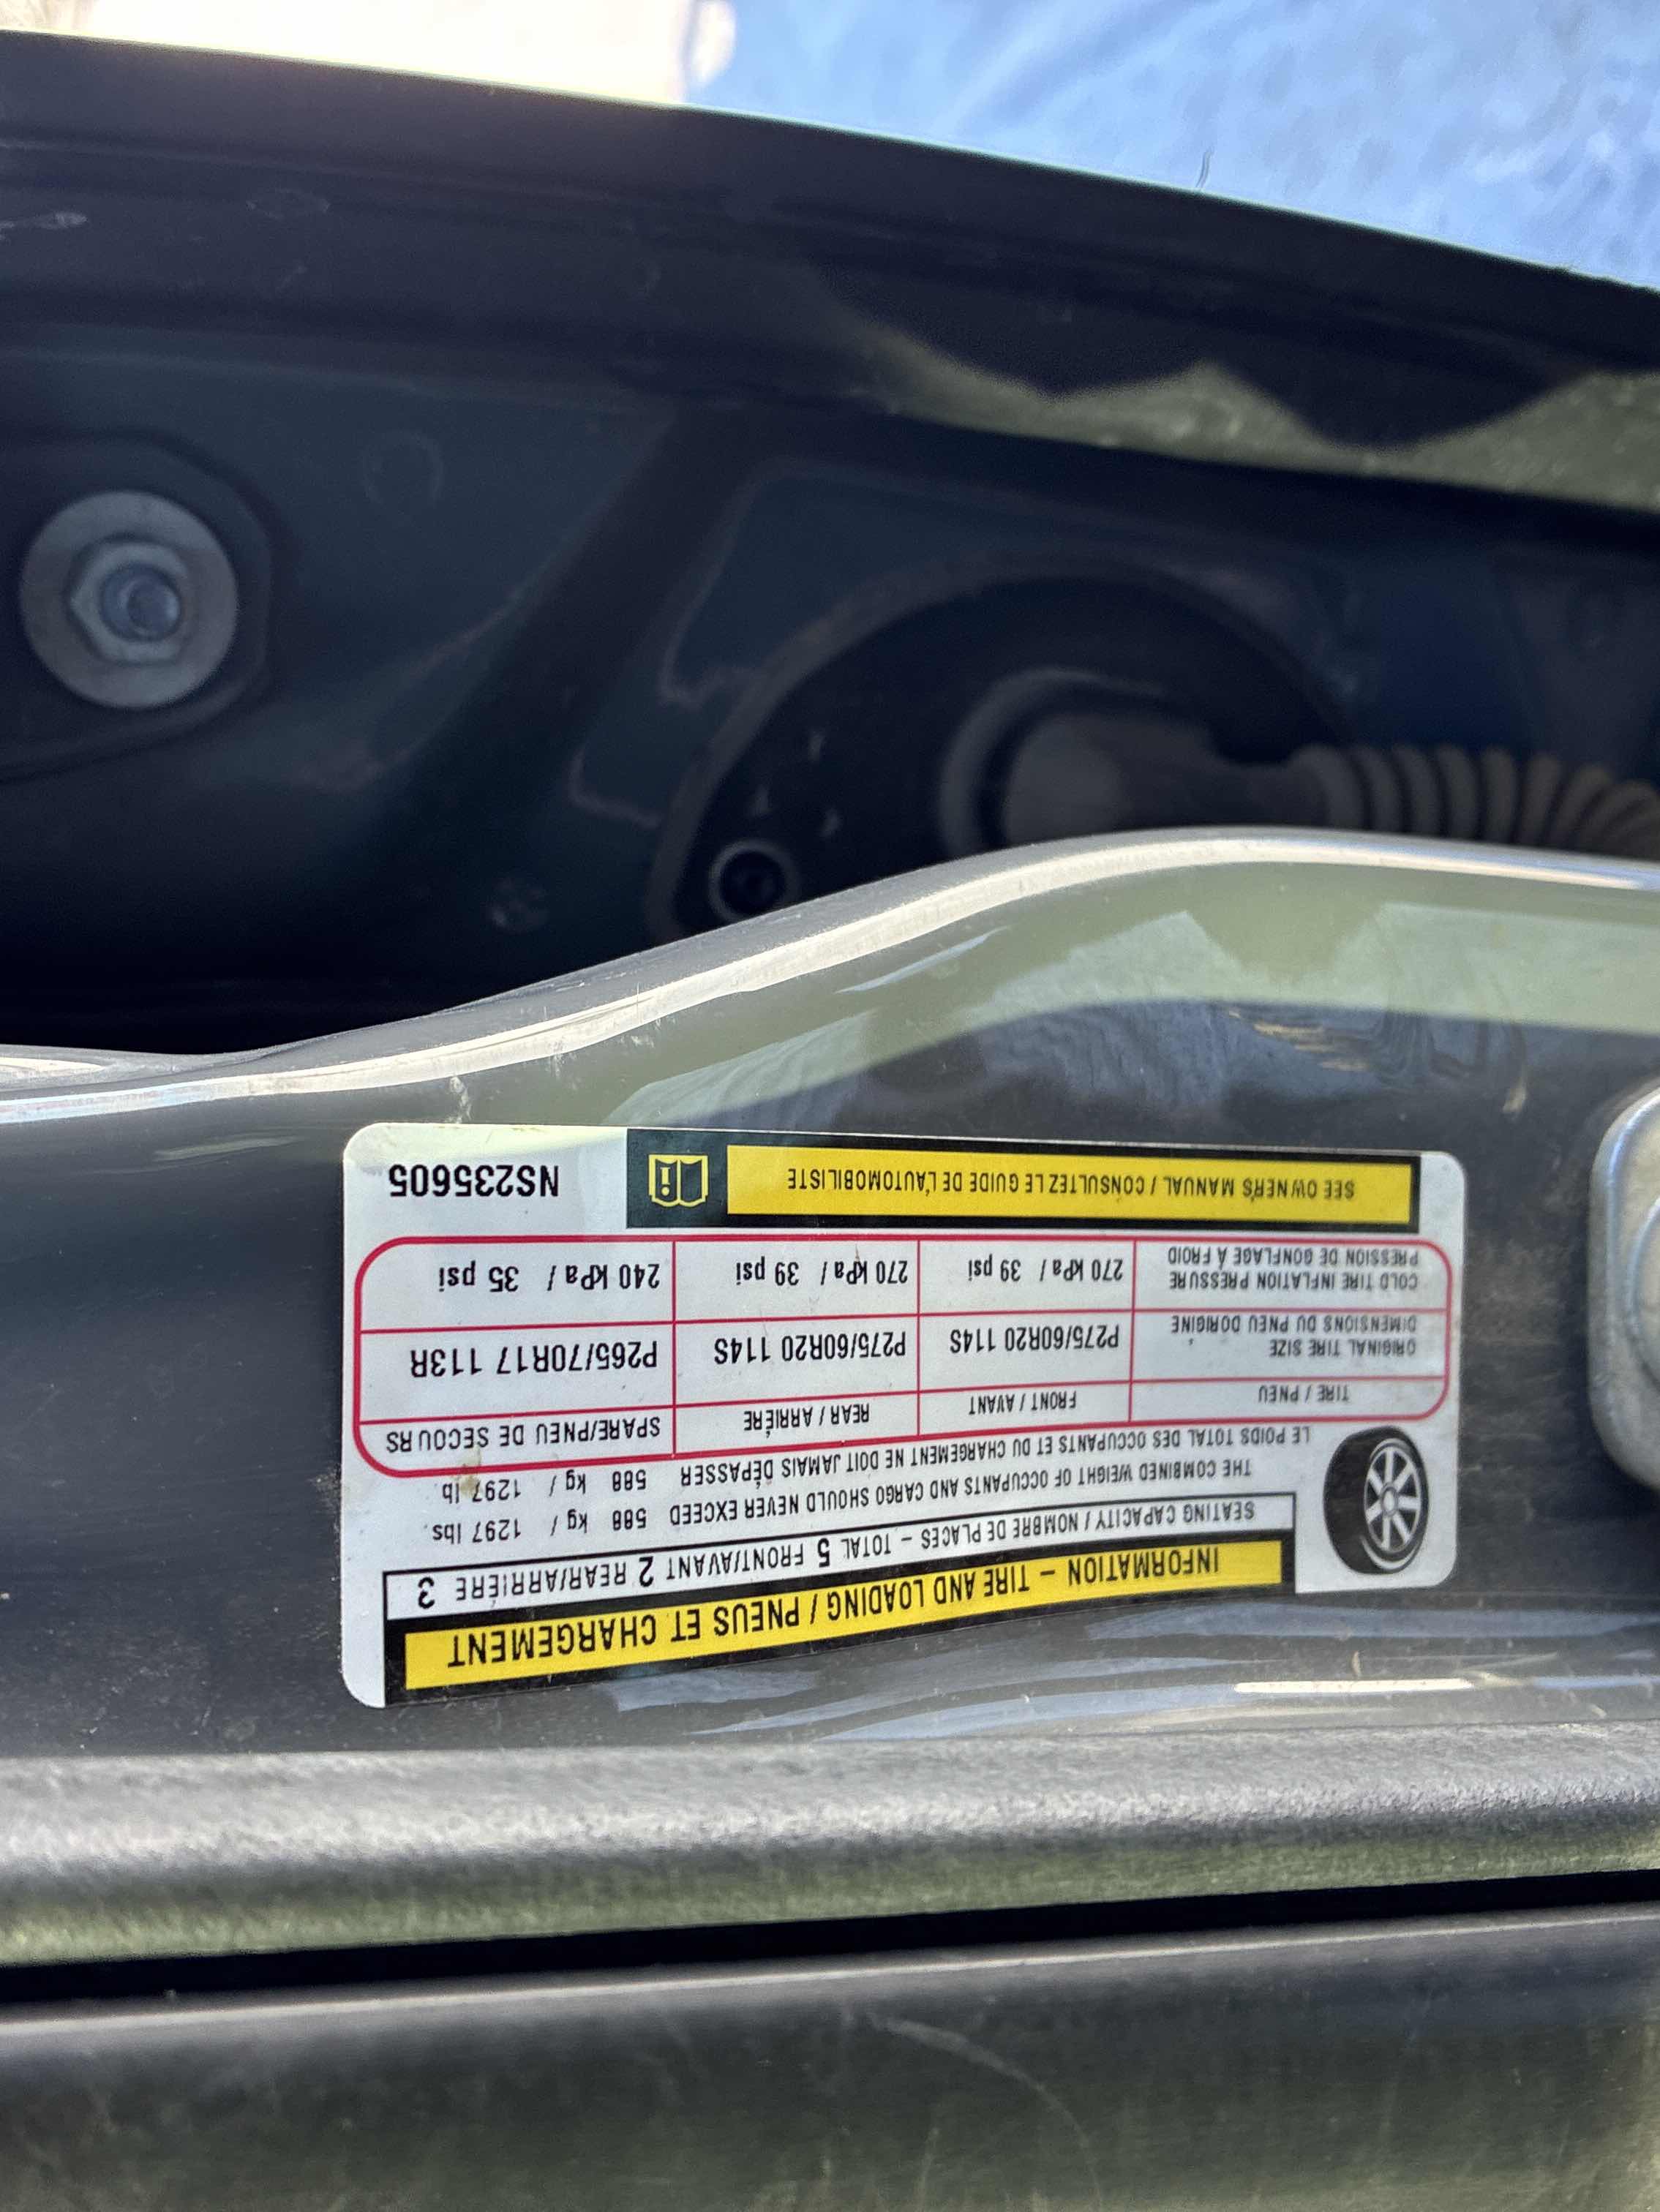 INFORMATION – TIRE AND LOADING / PNEUS ET CHARGEMENT
SEATING CAPACITY / NOMBRE DE PLACES – TOTAL 5 FRONT/AVANT 2 REAR/ARRIÈRE 3
THE COMBINED WEIGHT OF OCCUPANTS AND CARGO SHOULD NEVER EXCEED 588 kg / 1297 lbs
LE POIDS TOTAL DES OCCUPANTS ET DU CHARGEMENT NE DOIT JAMAIS DÉPASSER 588 kg / 1297 lb.
TIRE / PNEU FRONT / AVANT REAR / ARRIÉRE SPARE/PNEU DE SECOURS
ORIGINAL TIRE SIZE
DIMENSIONS DU PNEU DORIGINE
P275/60R20 114S P275/60R20 114S P265/70R17 113R
COLD TIRE INFLATION PRESSURE
PRESSION DE GONFLAGE À FROID
270 kPa / 39 psi 270 kPa / 39 psi 240 kPa / 35 psi
SEE OWNER'S MANUAL / CONSULTEZ LE GUIDE DE L'AUTOMOBILISTE
NS235605